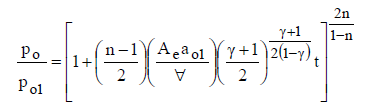 p_o/p_o1 = [1+((n−1)/2)((A_e a_o1)/∀)((γ+1)/2)^((γ+1)/(2(1−γ))) t]^(2n/(1−n))